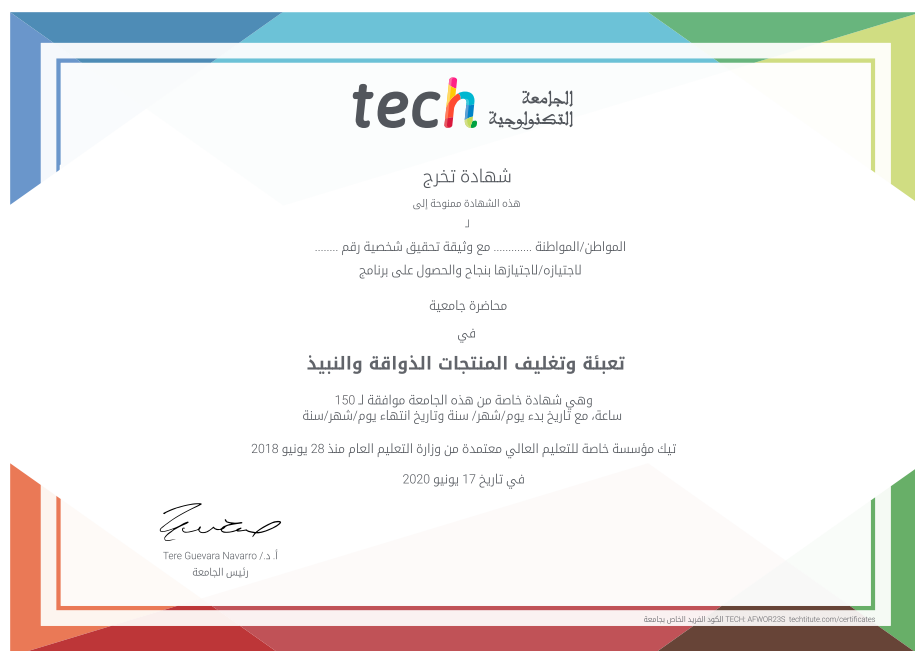 tech الجامعة
التكنولوجية
شهادة تخرج
هذه الشهادة ممنوحة إلى
لـ
المواطن/المواطنة ............. مع وثيقة تحقيق شخصية رقم ........
لاجتيازه/لاجتيازها بنجاح والحصول على برنامج
محاضرة جامعية
في
تعبئة وتغليف المنتجات الذواقة والنبيذ
وهي شهادة خاصة من هذه الجامعة موافقة لـ 150
ساعة، مع تاريخ بدء يوم/شهر/ سنة وتاريخ انتهاء يوم/شهر/سنة
تيك مؤسسة خاصة للتعليم العالي معتمدة من وزارة التعليم العام منذ 28 يونيو 2018
في تاريخ 17 يونيو 2020
أ. د./ Tere Guevara Navarro
رئيس الجامعة
الكود الفريد الخاص بجامعة TECH: AFWOR23S techtitute.com/certificates